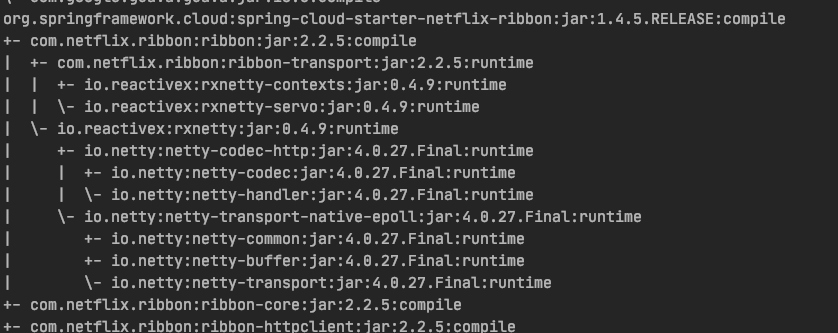 org.springframework.cloud:spring-cloud-starter-netflix-ribbon:jar:1.4.5.RELEASE:compile
+- com.netflix.ribbon:ribbon:jar:2.2.5:compile
|  +- com.netflix.ribbon:ribbon-transport:jar:2.2.5:runtime
|  |  +- io.reactivex:rxnetty-contexts:jar:0.4.9:runtime
|  |  \- io.reactivex:rxnetty-servo:jar:0.4.9:runtime
|  \- io.reactivex:rxnetty:jar:0.4.9:runtime
|     +- io.netty:netty-codec-http:jar:4.0.27.Final:runtime
|     |  +- io.netty:netty-codec:jar:4.0.27.Final:runtime
|     |  \- io.netty:netty-handler:jar:4.0.27.Final:runtime
|     \- io.netty:netty-transport-native-epoll:jar:4.0.27.Final:runtime
|        +- io.netty:netty-common:jar:4.0.27.Final:runtime
|        +- io.netty:netty-buffer:jar:4.0.27.Final:runtime
|        \- io.netty:netty-transport:jar:4.0.27.Final:runtime
+- com.netflix.ribbon:ribbon-core:jar:2.2.5:compile
+- com.netflix.ribbon:ribbon-httpclient:jar:2.2.5:compile